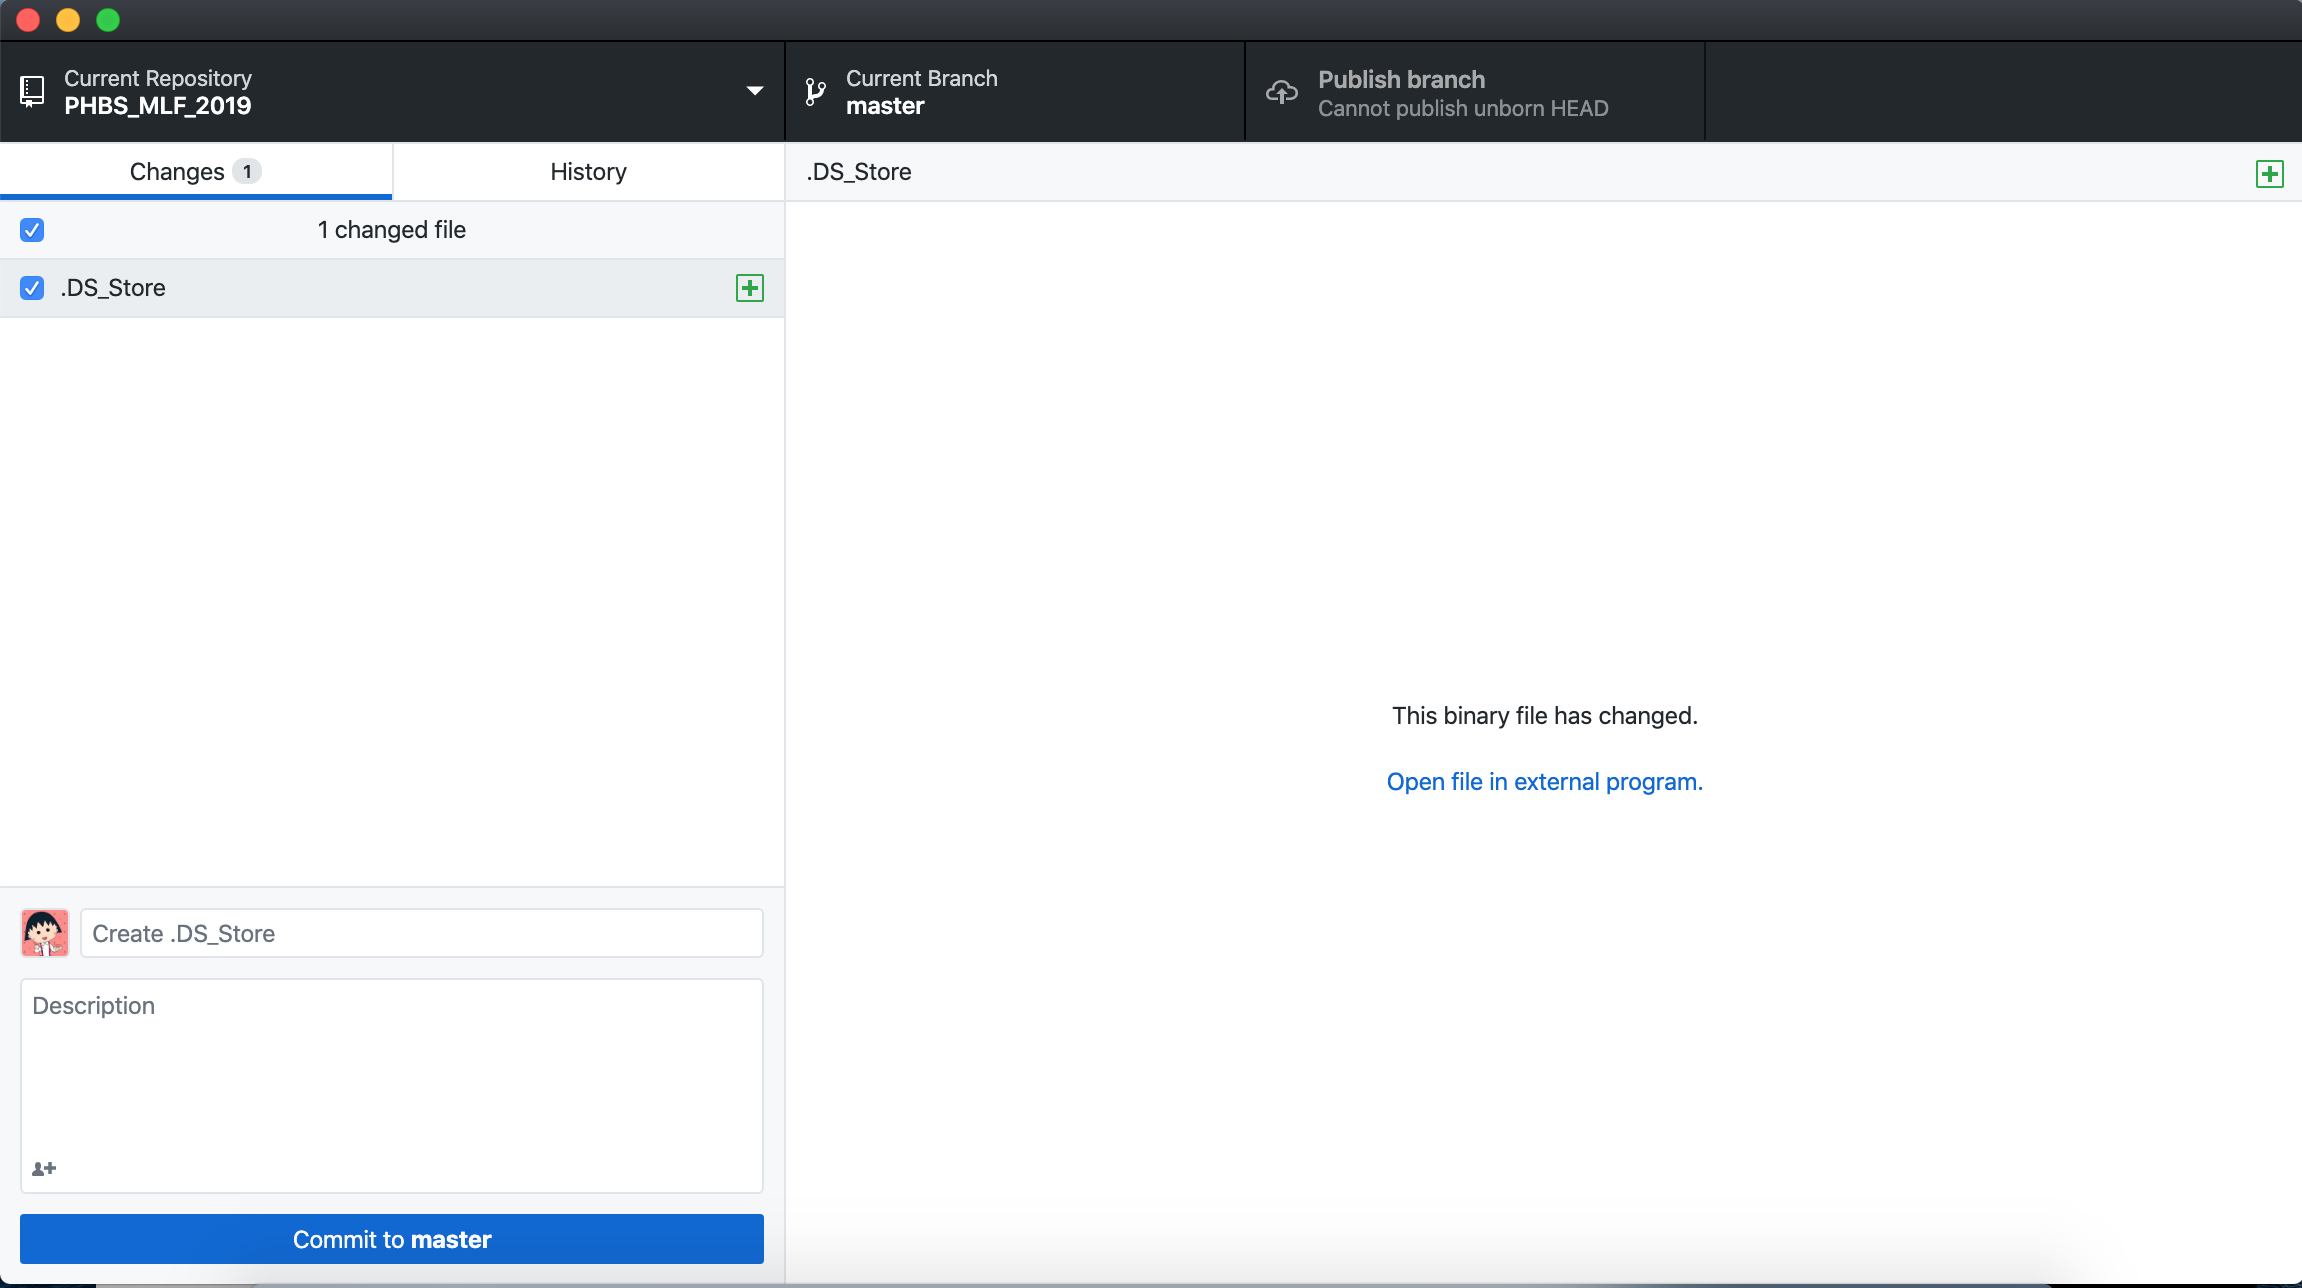 Current Repository
PHBS_MLF_2019
Current Branch
master
Publish branch
Cannot publish unborn HEAD
Changes 1
History
.DS_Store
1 changed file
.DS_Store
This binary file has changed.
Open file in external program.
Create .DS_Store
Description
Commit to master